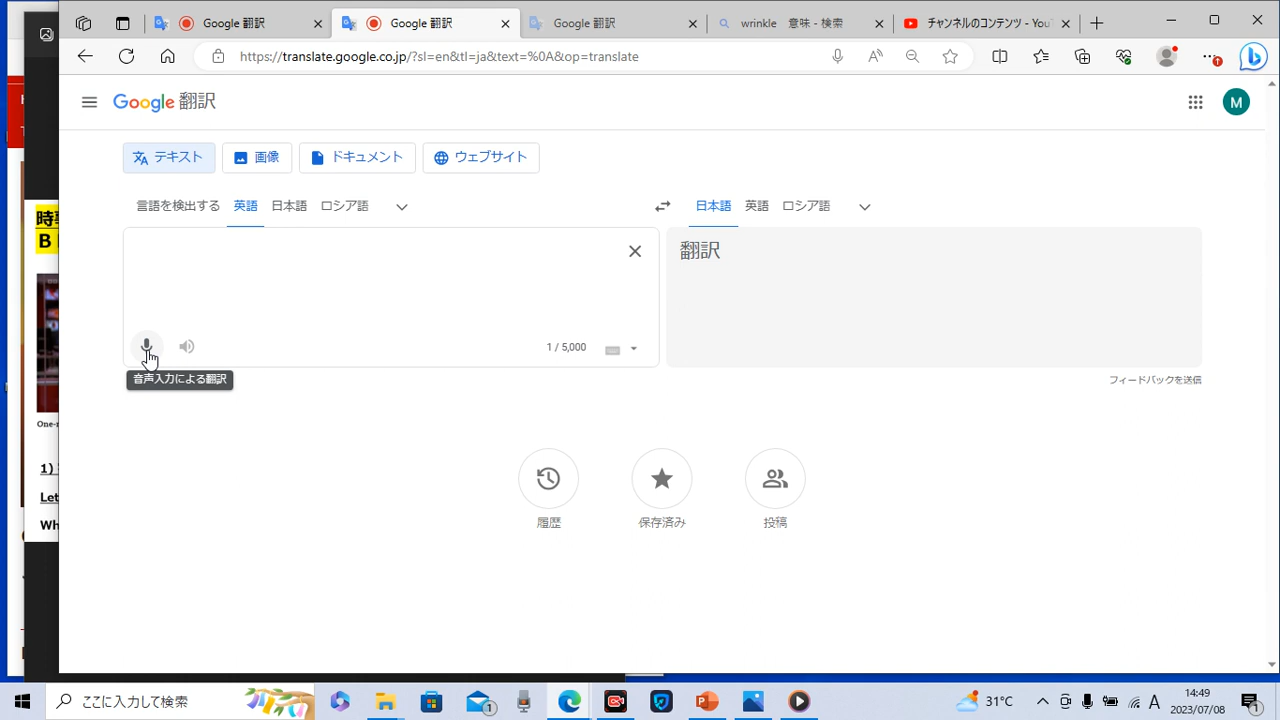 Google 翻訳
Google 翻訳
Google 翻訳
wrinkle 意味 - 検索
チャンネルのコンテンツ - You
https://translate.google.co.jp/?sl=en&tl=ja&text=%0A&op=translate
Google 翻訳
M
テキスト
画像
ドキュメント
ウェブサイト
言語を検出する
英語
日本語
ロシア語
日本語
英語
ロシア語
翻訳
1 / 5,000
音声入力による翻訳
フィードバックを送信
履歴
保存済み
投稿
B
One-
1)
Let
Wh
ここに入力して検索
1
31°C
A
14:49
2023/07/08
1